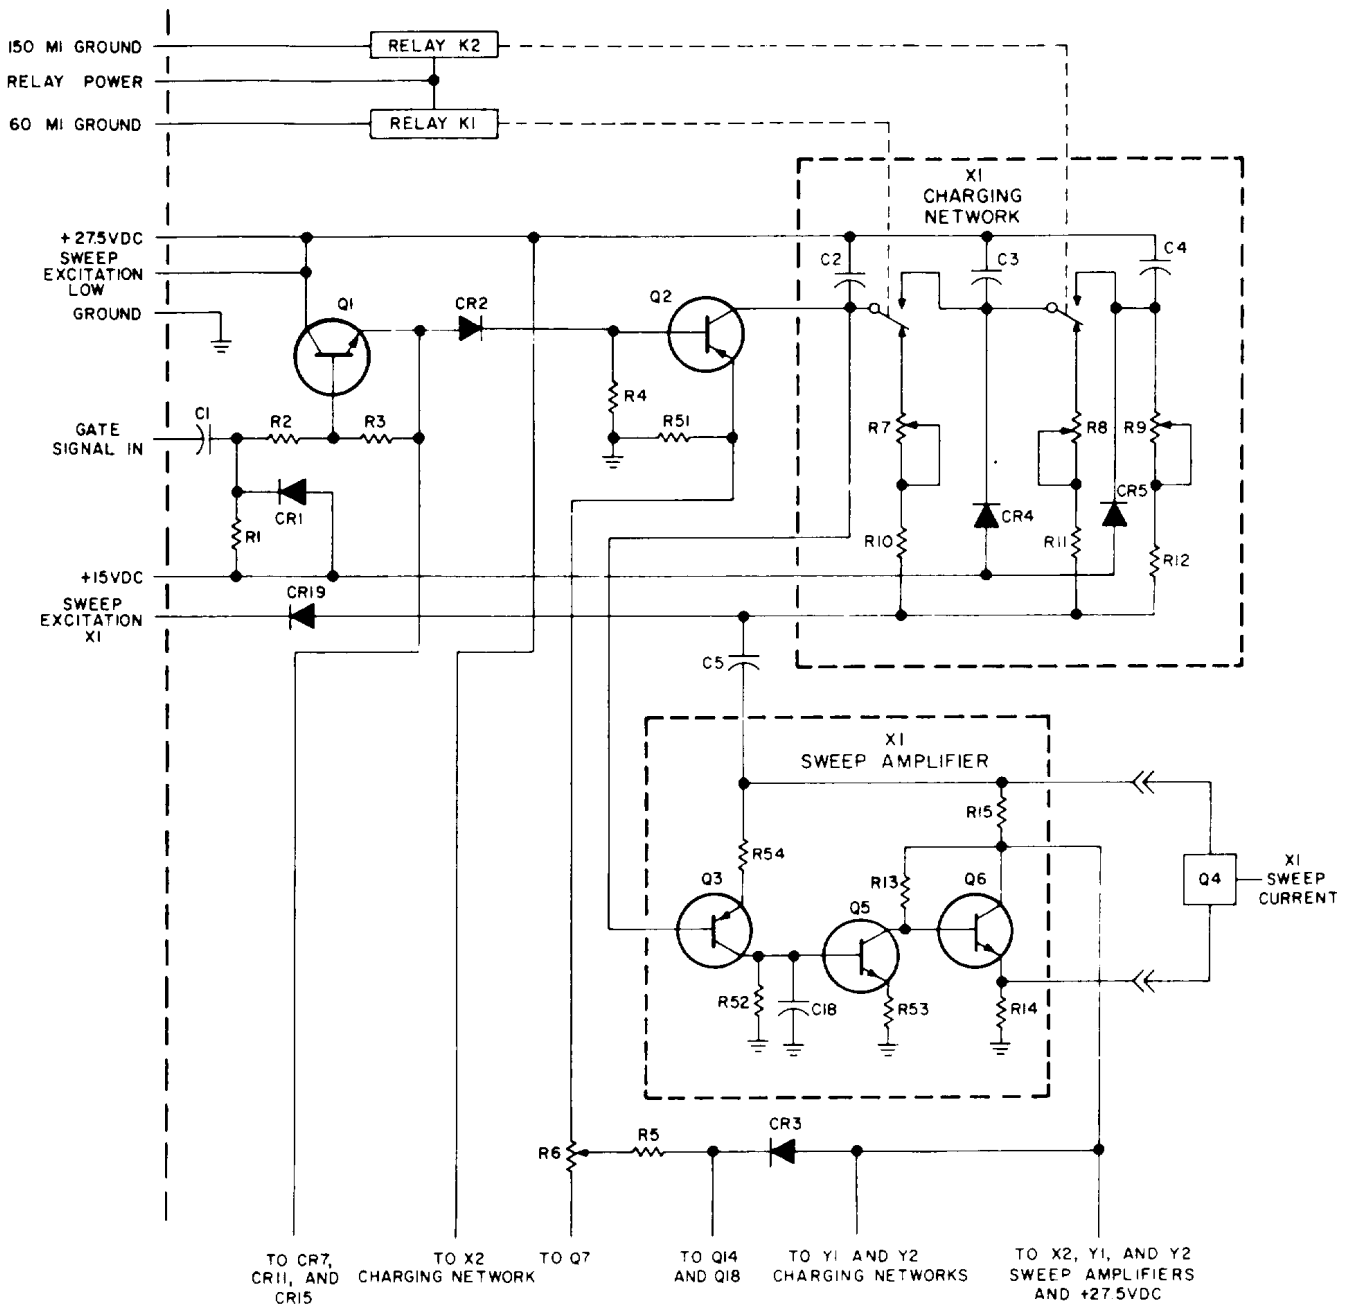 150 MI GROUND
RELAY K2
RELAY POWER
60 MI GROUND
RELAY K1
X1
CHARGING
NETWORK
+27.5VDC
SWEEP
EXCITATION
LOW
GROUND
Q1
CR2
Q2
C2
C3
C4
R4
R51
C1
R2
R3
GATE
SIGNAL IN
R7
R8
R9
CR1
R1
CR5
CR4
R10
R11
R12
+15VDC
CR19
SWEEP
EXCITATION
X1
C5
X1
SWEEP AMPLIFIER
R15
R54
Q3
R13
Q6
Q5
Q4
X1
SWEEP
CURRENT
R52
C18
R53
R14
CR3
R6
R5
TO CR7,
CR11, AND
CR15
TO X2
CHARGING NETWORK
TO Q7
TO Q14
AND Q18
TO Y1 AND Y2
CHARGING NETWORKS
TO X2, Y1, AND Y2
SWEEP AMPLIFIERS
AND +27.5VDC